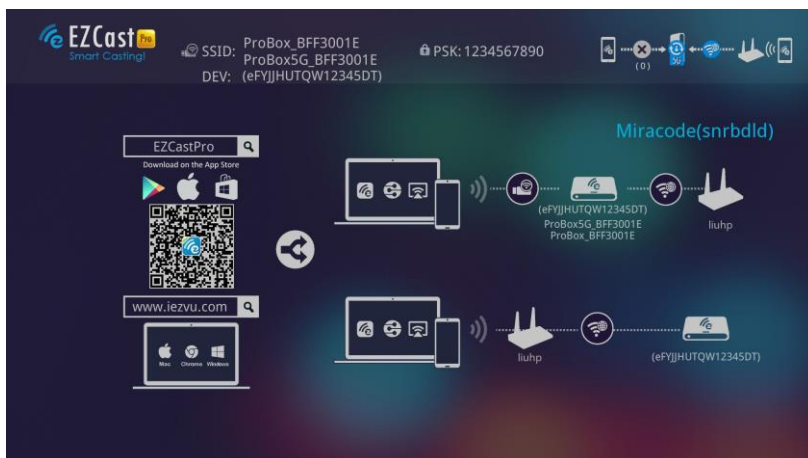 EZCast Pro
Smart Casting!
SSID: ProBox_BFF3001E
ProBox5G_BFF3001E
DEV: (eFYJJHUTQW12345DT)
PSK: 1234567890
(0)
5G
Miracode(snrbdld)
EZCastPro
Download on the App Store
(eFYJJHUTQW12345DT)
ProBox5G_BFF3001E
ProBox_BFF3001E
liuhp
www.iezvu.com
Mac Chrome Windows
liuhp
(eFYJJHUTQW12345DT)